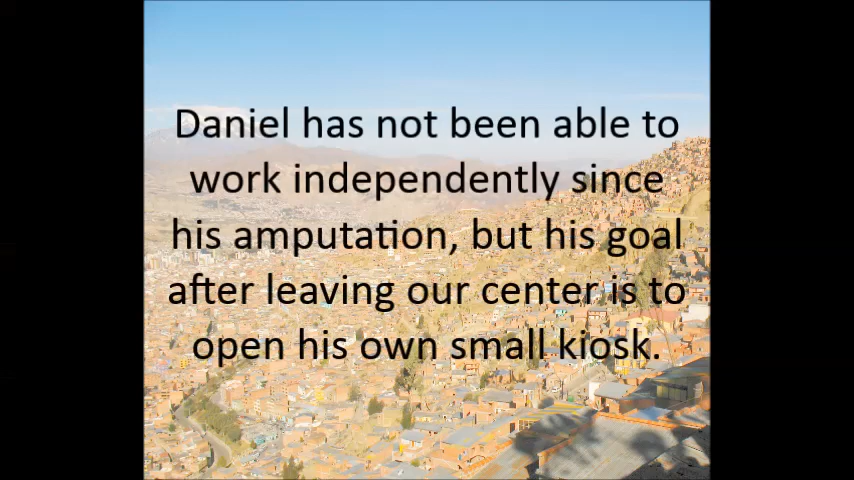 Daniel has not been able to
work independently since
his amputation, but his goal
after leaving our center is to
open his own small kiosk.